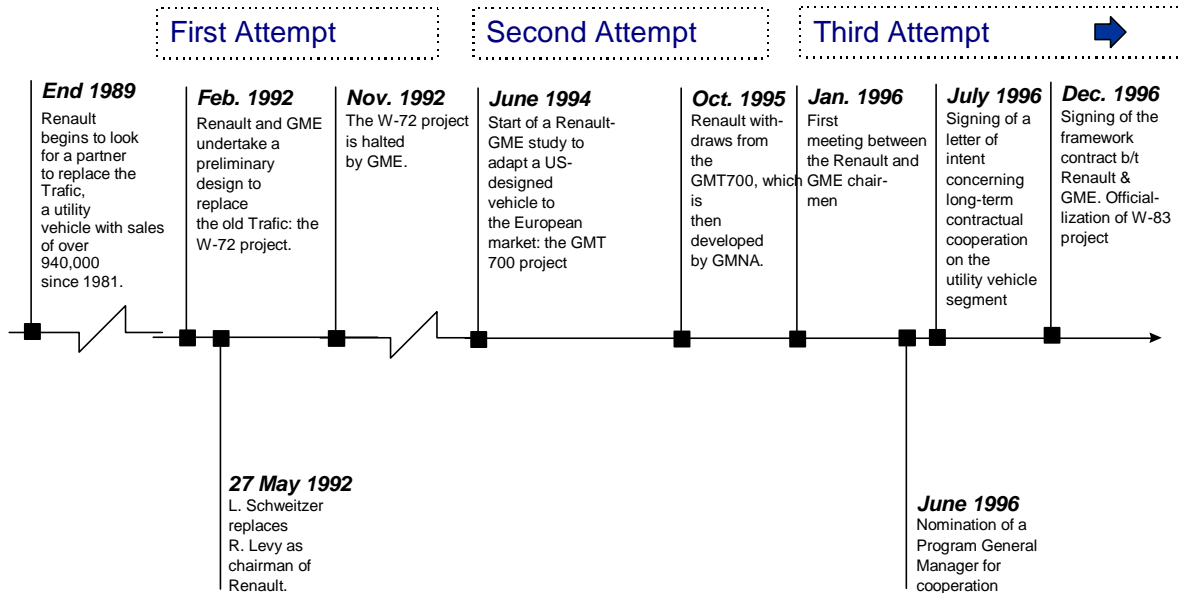 First Attempt
Second Attempt
Third Attempt
End 1989
Renault
begins to look
for a partner
to replace the
Trafic,
a utility
vehicle with sales
of over
940,000
since 1981.
Feb. 1992
Renault and GME
undertake a
preliminary
design to
replace
the old Trafic: the
W-72 project.
Nov. 1992
The W-72 project
is halted
by GME.
June 1994
Start of a Renault-
GME study to
adapt a US-
designed
vehicle to
the European
market: the GMT
700 project
Oct. 1995
Renault with-
draws from
the
GMT700, which
is
then
developed
by GMNA.
Jan. 1996
First
meeting between
the Renault and
GME chair-
men
July 1996
Signing of a
letter of
intent
concerning
long-term
contractual
cooperation
on the
utility vehicle
segment
Dec. 1996
Signing of the
framework
contract b/t
Renault &
GME. Official-
lization of W-83
project
27 May 1992
L. Schweitzer
replaces
R. Levy as
chairman of
Renault.
June 1996
Nomination of a
Program General
Manager for
cooperation